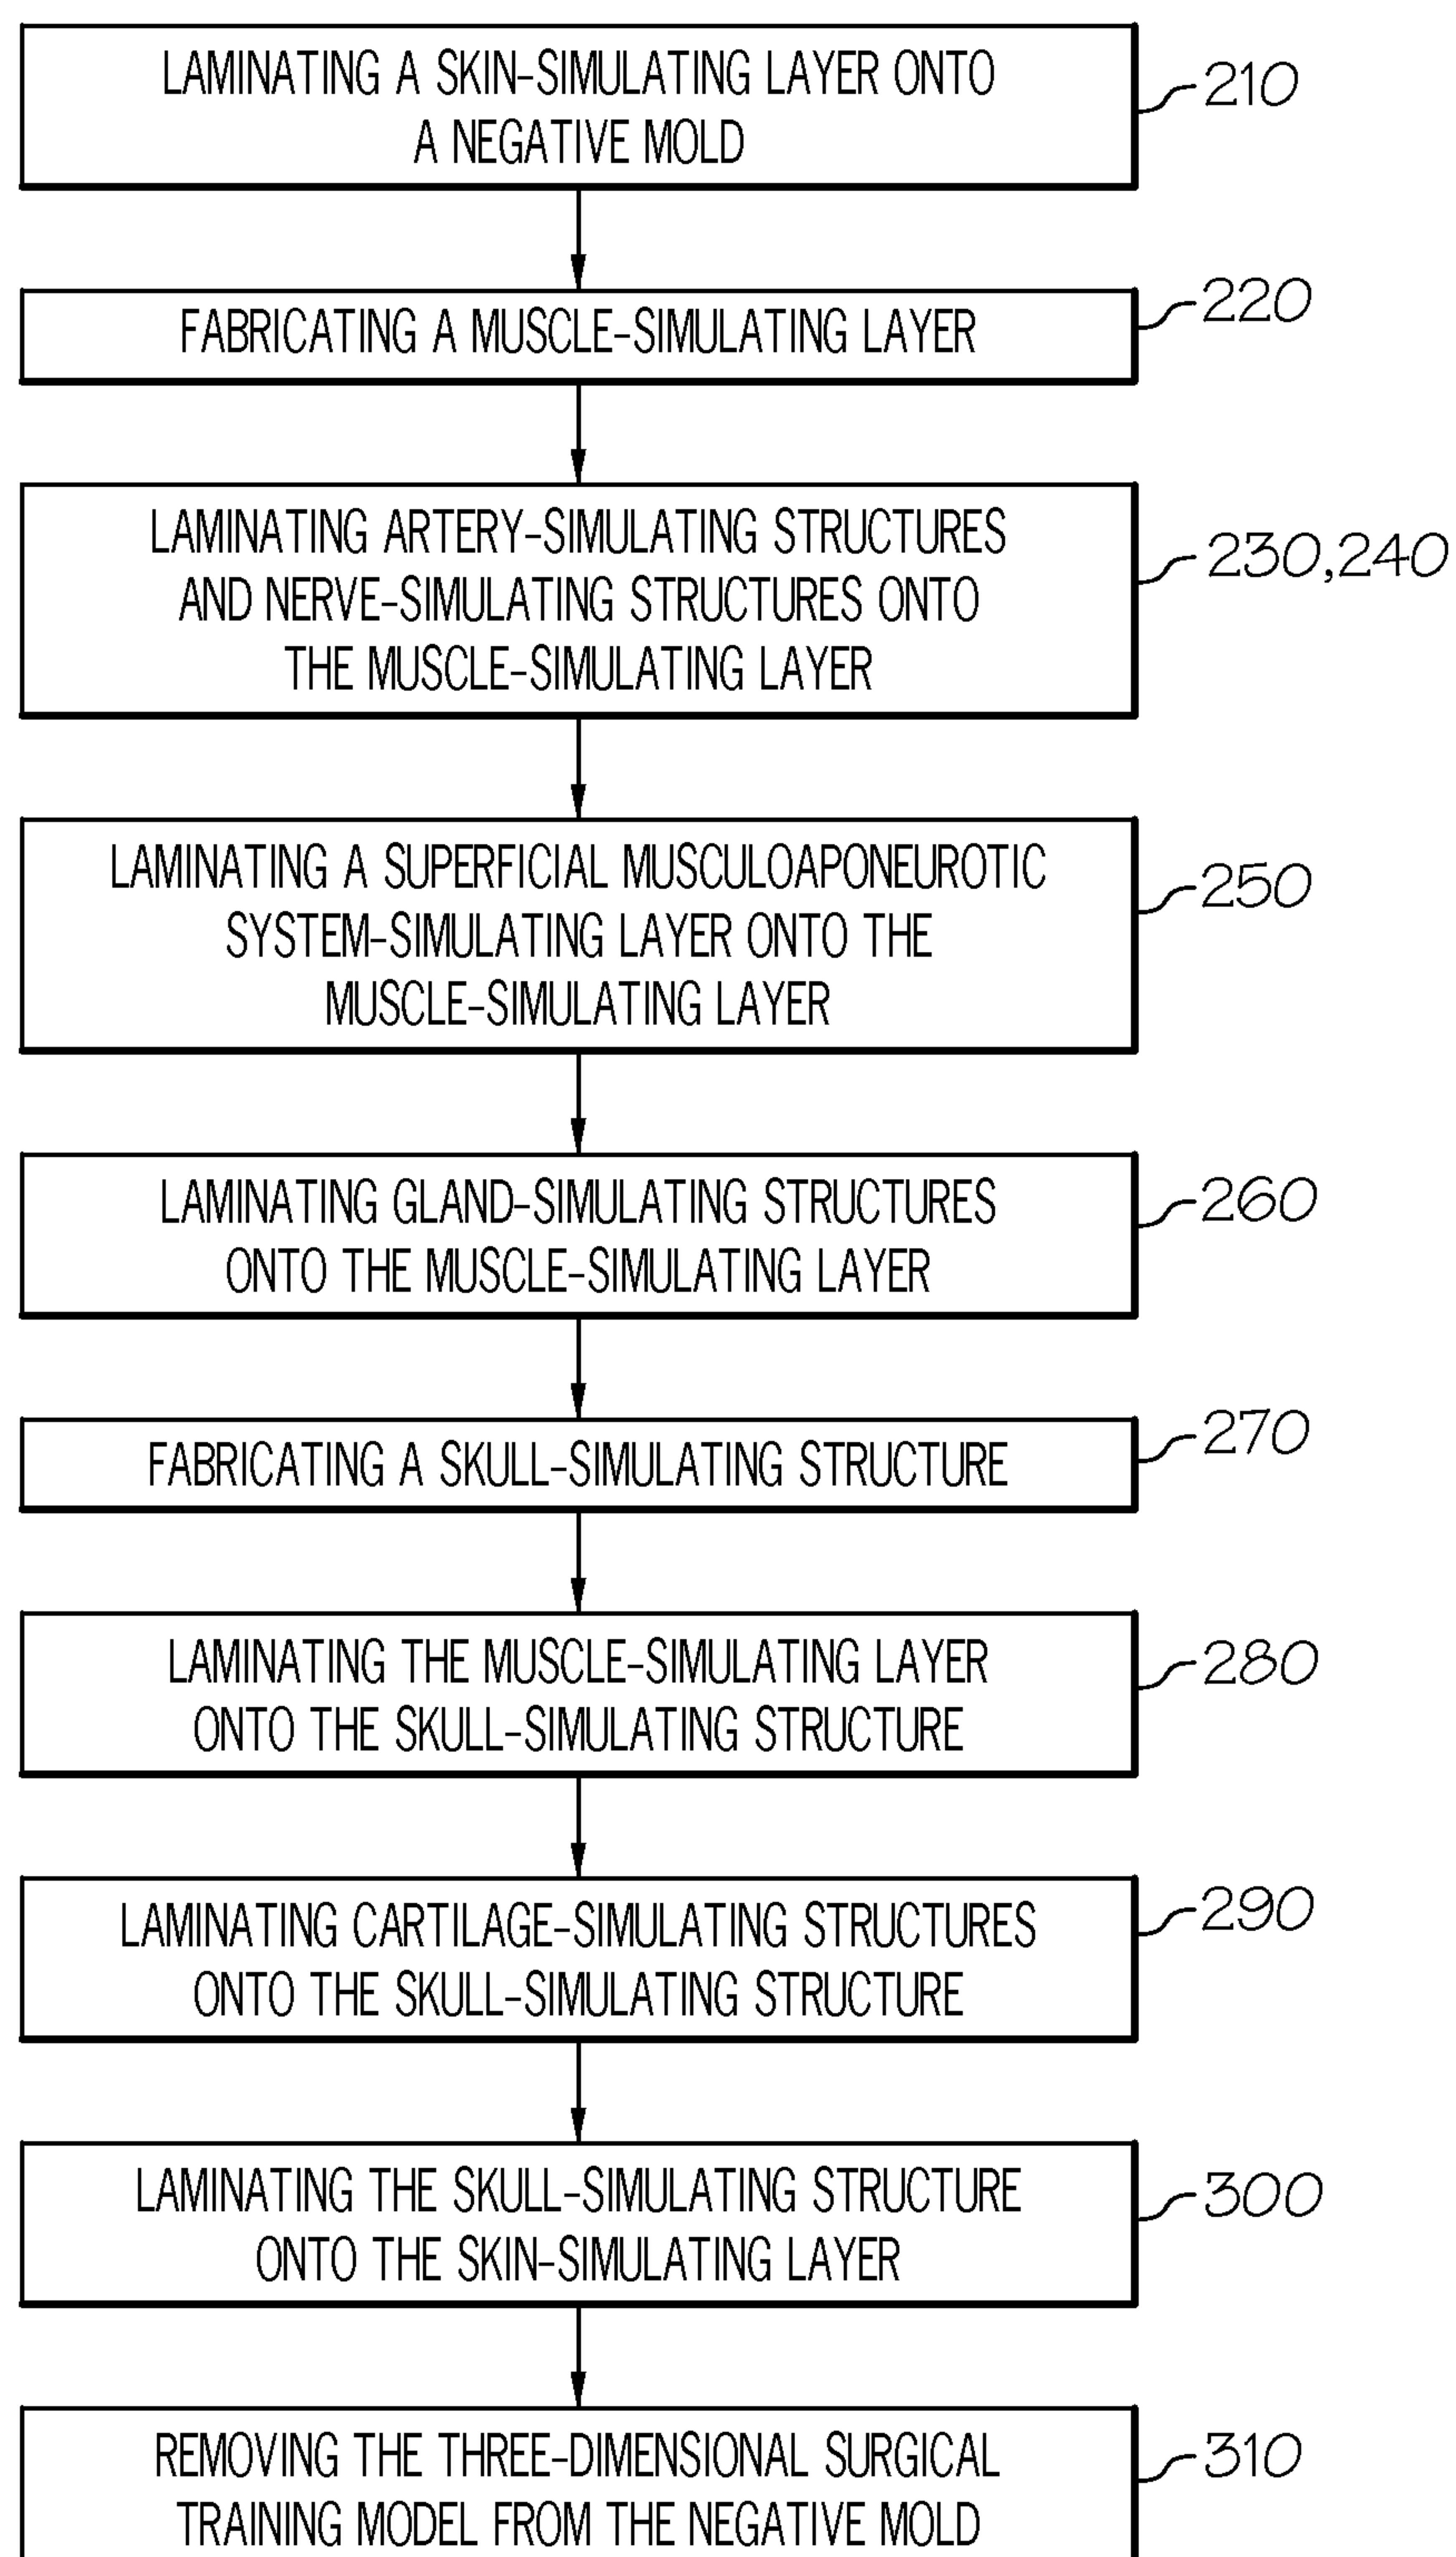 LAMINATING A SKIN-SIMULATING LAYER ONTO
A NEGATIVE MOLD
210
FABRICATING A MUSCLE-SIMULATING LAYER
220
LAMINATING ARTERY-SIMULATING STRUCTURES
AND NERVE-SIMULATING STRUCTURES ONTO
THE MUSCLE-SIMULATING LAYER
230,240
LAMINATING A SUPERFICIAL MUSCULOAPONEUROTIC
SYSTEM-SIMULATING LAYER ONTO THE
MUSCLE-SIMULATING LAYER
250
LAMINATING GLAND-SIMULATING STRUCTURES
ONTO THE MUSCLE-SIMULATING LAYER
260
FABRICATING A SKULL-SIMULATING STRUCTURE
270
LAMINATING THE MUSCLE-SIMULATING LAYER
ONTO THE SKULL-SIMULATING STRUCTURE
280
LAMINATING CARTILAGE-SIMULATING STRUCTURES
ONTO THE SKULL-SIMULATING STRUCTURE
290
LAMINATING THE SKULL-SIMULATING STRUCTURE
ONTO THE SKIN-SIMULATING LAYER
300
REMOVING THE THREE-DIMENSIONAL SURGICAL
TRAINING MODEL FROM THE NEGATIVE MOLD
310